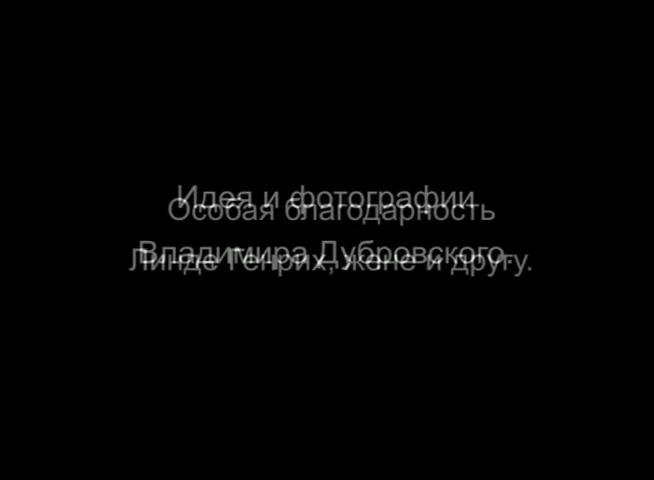 Идея и фотографии
Особая благодарность
Владимира Дубровского.
Линде Генрих, жене и другу.